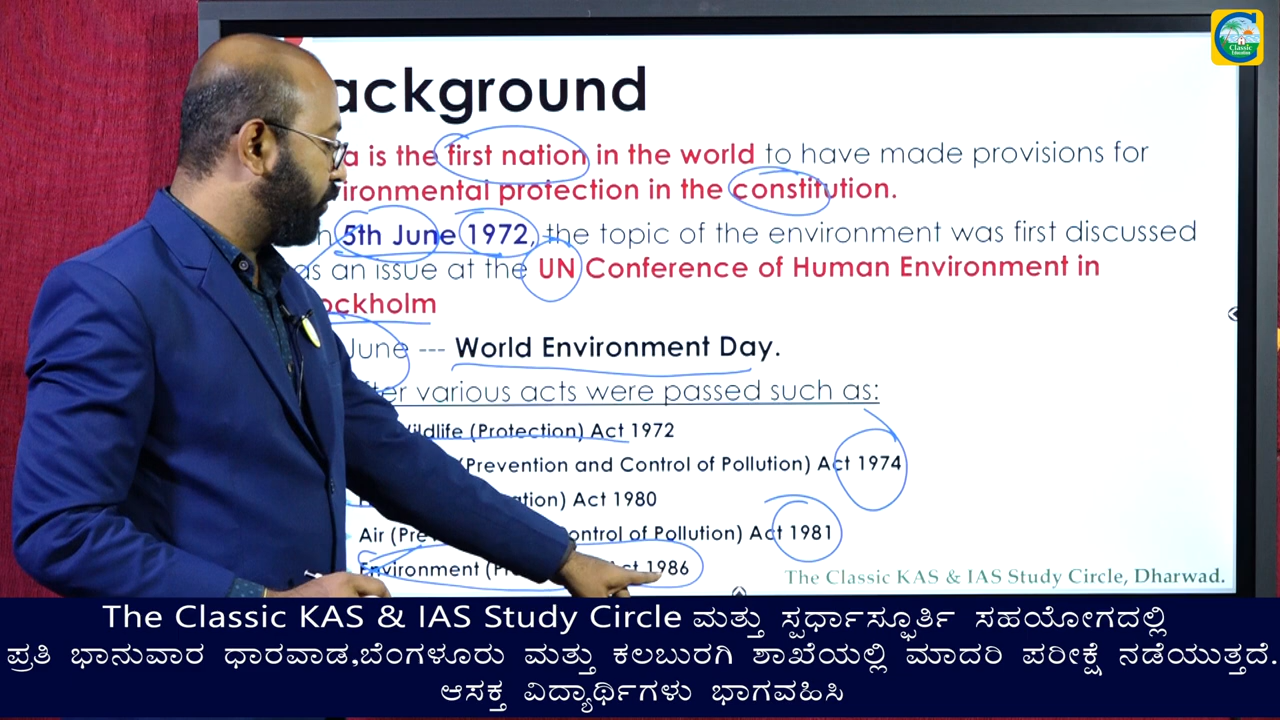 Classic
Education
ackground
a is the first nation in the world to have made provisions for
ironmental protection in the constitution.
n 5th June 1972, the topic of the environment was first discussed
as an issue at the UN Conference of Human Environment in
ockholm
June --- World Environment Day.
ter various acts were passed such as:
ildlife (Protection) Act 1972
(Prevention and Control of Pollution) Act 1974
ation) Act 1980
Air (Pre ontrol of Pollution) Act 1981
Environment (P Act 1986
The Classic KAS & IAS Study Circle, Dharwad.
The Classic KAS & IAS Study Circle ಮತ್ತು ಸ್ಪರ್ಧಾಸ್ಫೂರ್ತಿ ಸಹಯೋಗದಲ್ಲಿ
ಪ್ರತಿ ಭಾನುವಾರ ಧಾರವಾಡ,ಬೆಂಗಳೂರು ಮತ್ತು ಕಲಬುರಗಿ ಶಾಖೆಯಲ್ಲಿ ಮಾದರಿ ಪರೀಕ್ಷೆ ನಡೆಯುತ್ತದೆ.
ಆಸಕ್ತ ವಿದ್ಯಾರ್ಥಿಗಳು ಭಾಗವಹಿಸಿ